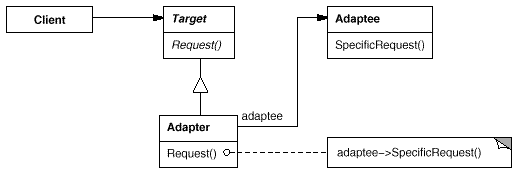 Client
Target
Request()
Adaptee
SpecificRequest()
Adapter
Request()
adaptee
adaptee->SpecificRequest()